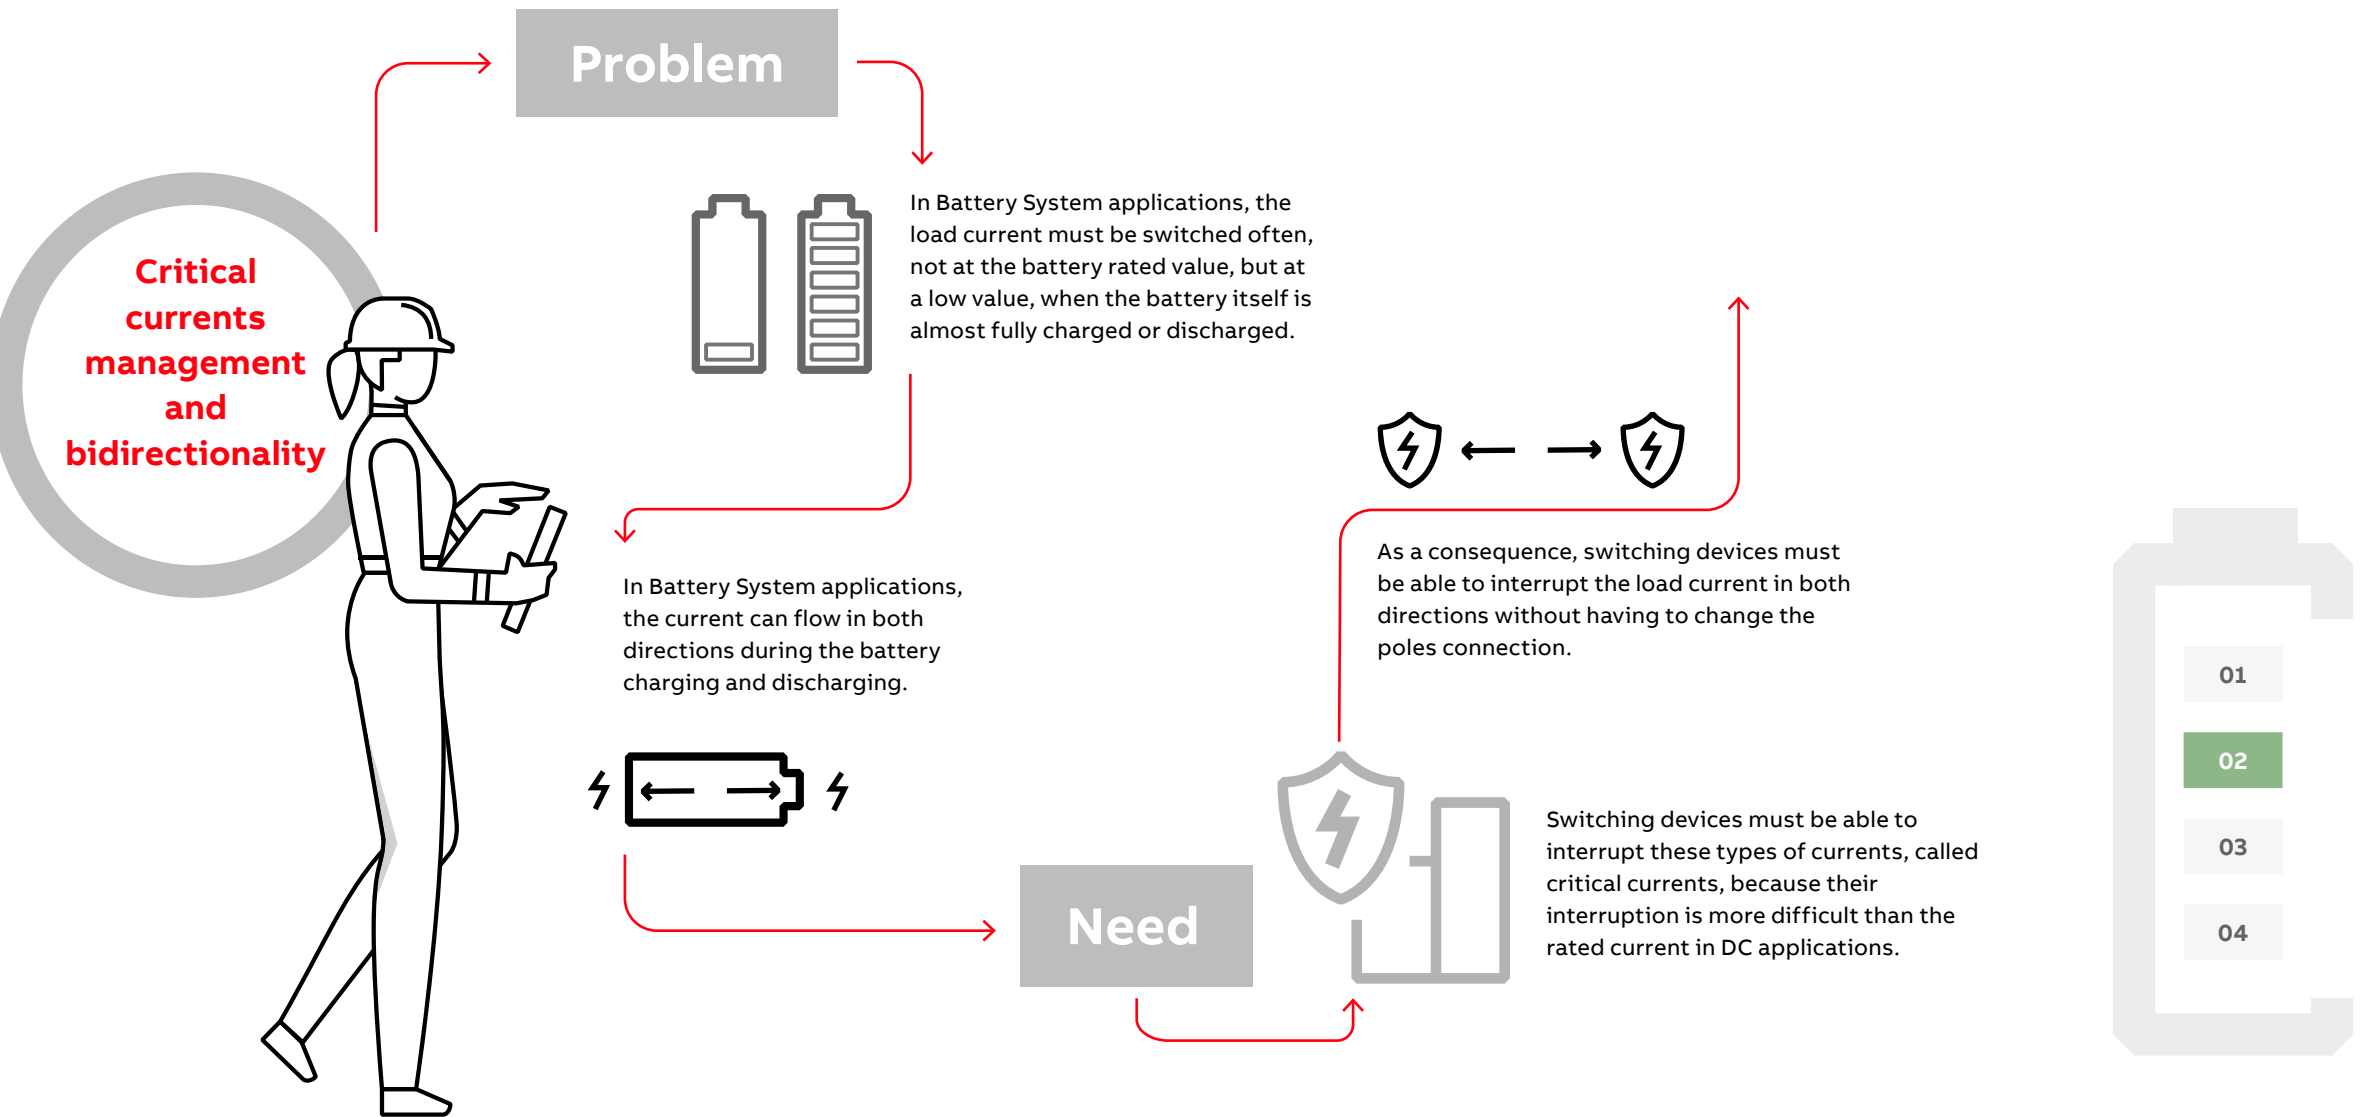 Problem
Critical
currents
management
and
bidirectionality
In Battery System applications, the
load current must be switched often,
not at the battery rated value, but at
a low value, when the battery itself is
almost fully charged or discharged.
In Battery System applications,
the current can flow in both
directions during the battery
charging and discharging.
Need
Switching devices must be able to
interrupt these types of currents, called
critical currents, because their
interruption is more difficult than the
rated current in DC applications.
As a consequence, switching devices must
be able to interrupt the load current in both
directions without having to change the
poles connection.
01
02
03
04